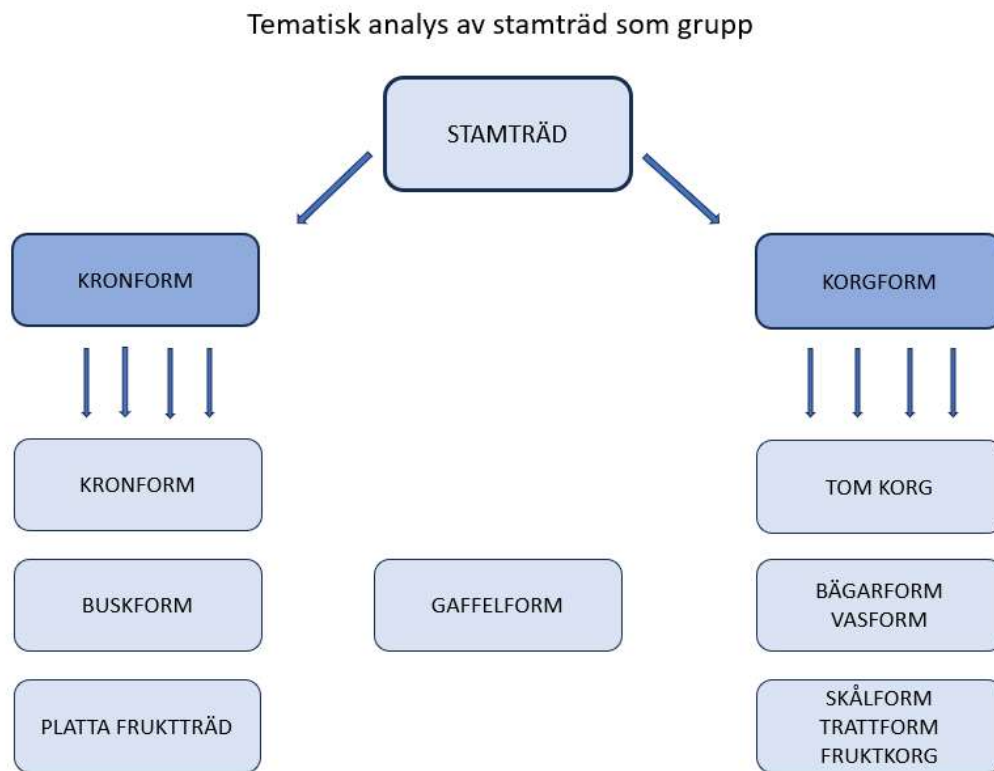 Tematisk analys av stamträd som grupp
STAMTRÄD
KRONFORM
KORGFORM
KRONFORM
TOM KORG
BUSKFORM
GAFFELFORM
BÄGARFORM
VASFORM
PLATTA FRUKTTRÄD
SKÅLFORM
TRATTFORM
FRUKTKORG